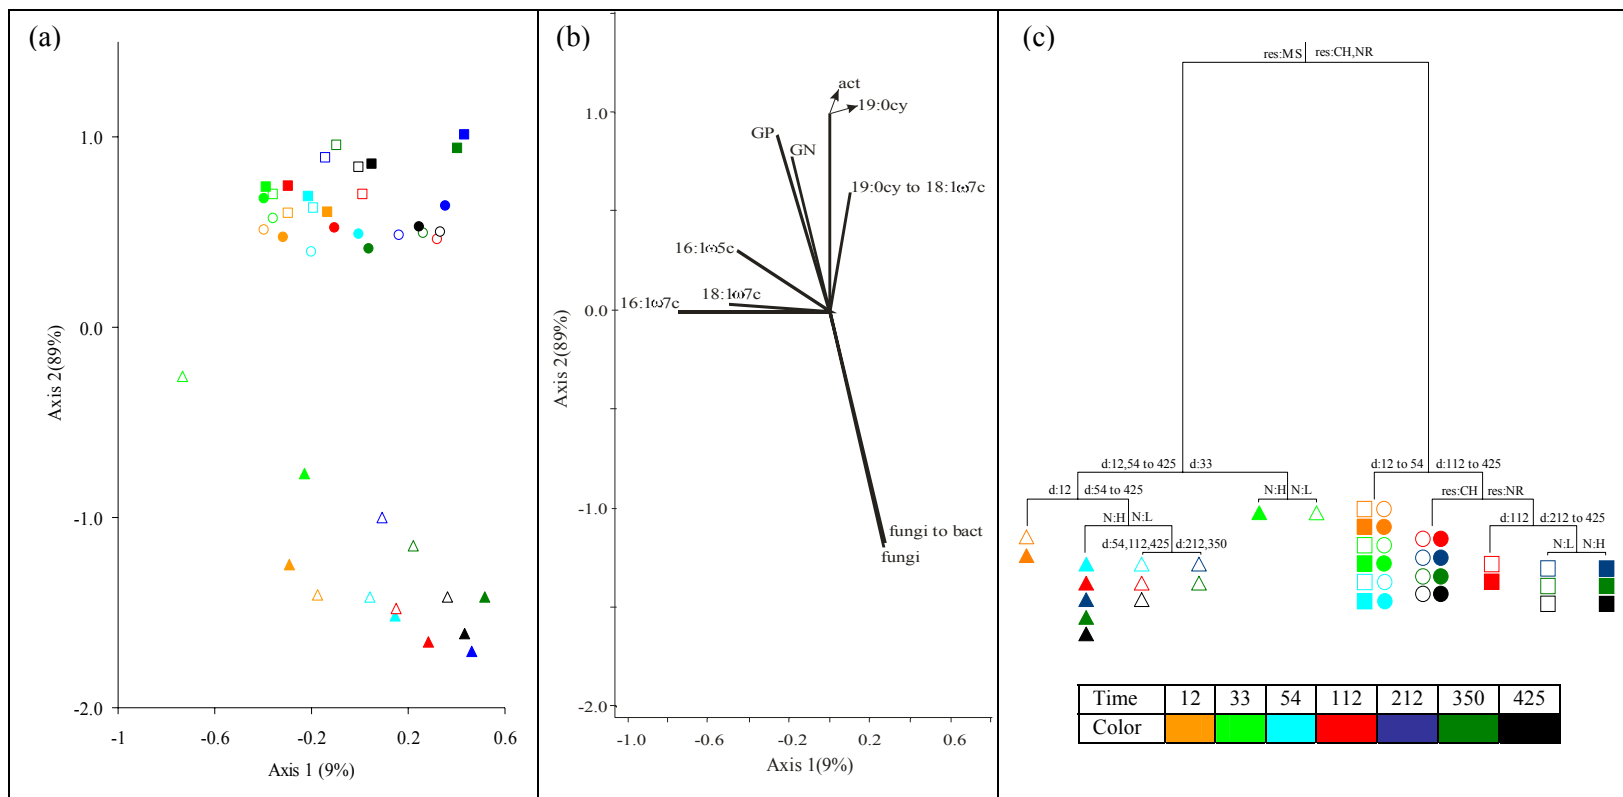 (a)
1.0
0.0
-1.0
-2.0
-1
-0.6
-0.2
0.2
0.6
Axis 2(89%)
Axis 1 (9%)
(b)
1.0
0.0
-1.0
-2.0
-1.0
-0.6
-0.2
0.2
0.6
Axis 2(89%)
Axis 1(9%)
act
19:0cy
GP
GN
19:0cy to 18:1ω7c
16:1ω5c
18:1ω7c
16:1ω7c
fungi to bact
fungi
(c)
res:MS res:CH,NR
d:12,54 to 425 d:33
d:12 to 54 d:112 to 425
d:12 d:54 to 425
N:H N:L
res:CH res:NR
N:H N:L
d:112 d:212 to 425
d:54,112,425 d:212,350
N:L N:H
Time 12 33 54 112 212 350 425
Color